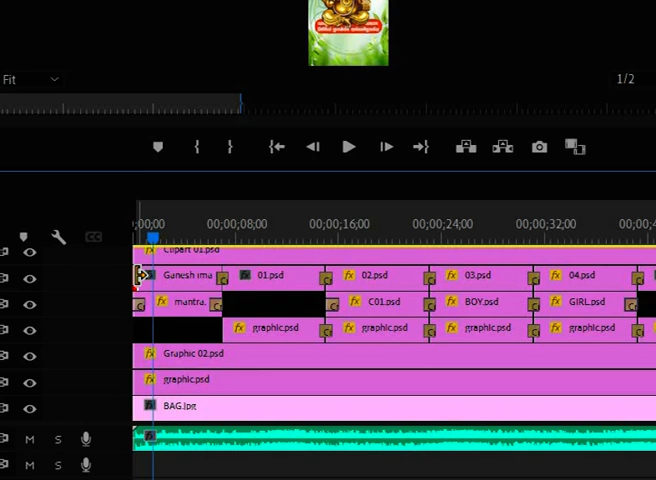 Fit
1/2
;00;00
00;00;08;00
00;00;16;00
00;00;24;00
00;00;32;00
Clipart 01.psd
Ganesh ima
01.psd
02.psd
03.psd
04.psd
mantra.
C01.psd
BOY.psd
GIRL.psd
graphic.psd
graphic.psd
graphic.psd
graphic.psd
Graphic 02.psd
graphic.psd
BAG.jpg
M S
M S